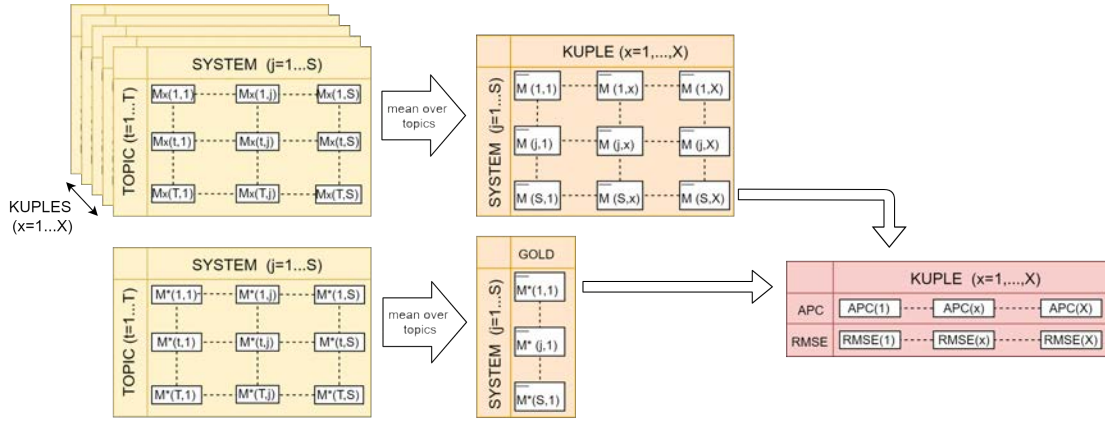 SYSTEM (j=1...S)
TOPIC (t=1...T)
Mx(1,1) Mx(1,j) Mx(1,S)
Mx(t,1) Mx(t,j) Mx(t,S)
Mx(T,1) Mx(T,j) Mx(T,S)
KUPLES
(x=1...X)
mean over
topics
KUPLE (x=1,...,X)
SYSTEM (j=1...S)
M (1,1) M (1,x) M (1,X)
M (j,1) M (j,x) M (j,X)
M (S,1) M (S,x) M (S,X)
SYSTEM (j=1...S)
TOPIC (t=1...T)
M*(1,1) M*(1,j) M*(1,S)
M*(t,1) M*(t,j) M*(t,S)
M*(T,1) M*(T,j) M*(T,S)
mean over
topics
GOLD
SYSTEM (j=1...S)
M*(1,1)
M* (j,1)
M*(S,1)
KUPLE (x=1,...,X)
APC APC(1) APC(x) APC(X)
RMSE RMSE(1) RMSE(x) RMSE(X)